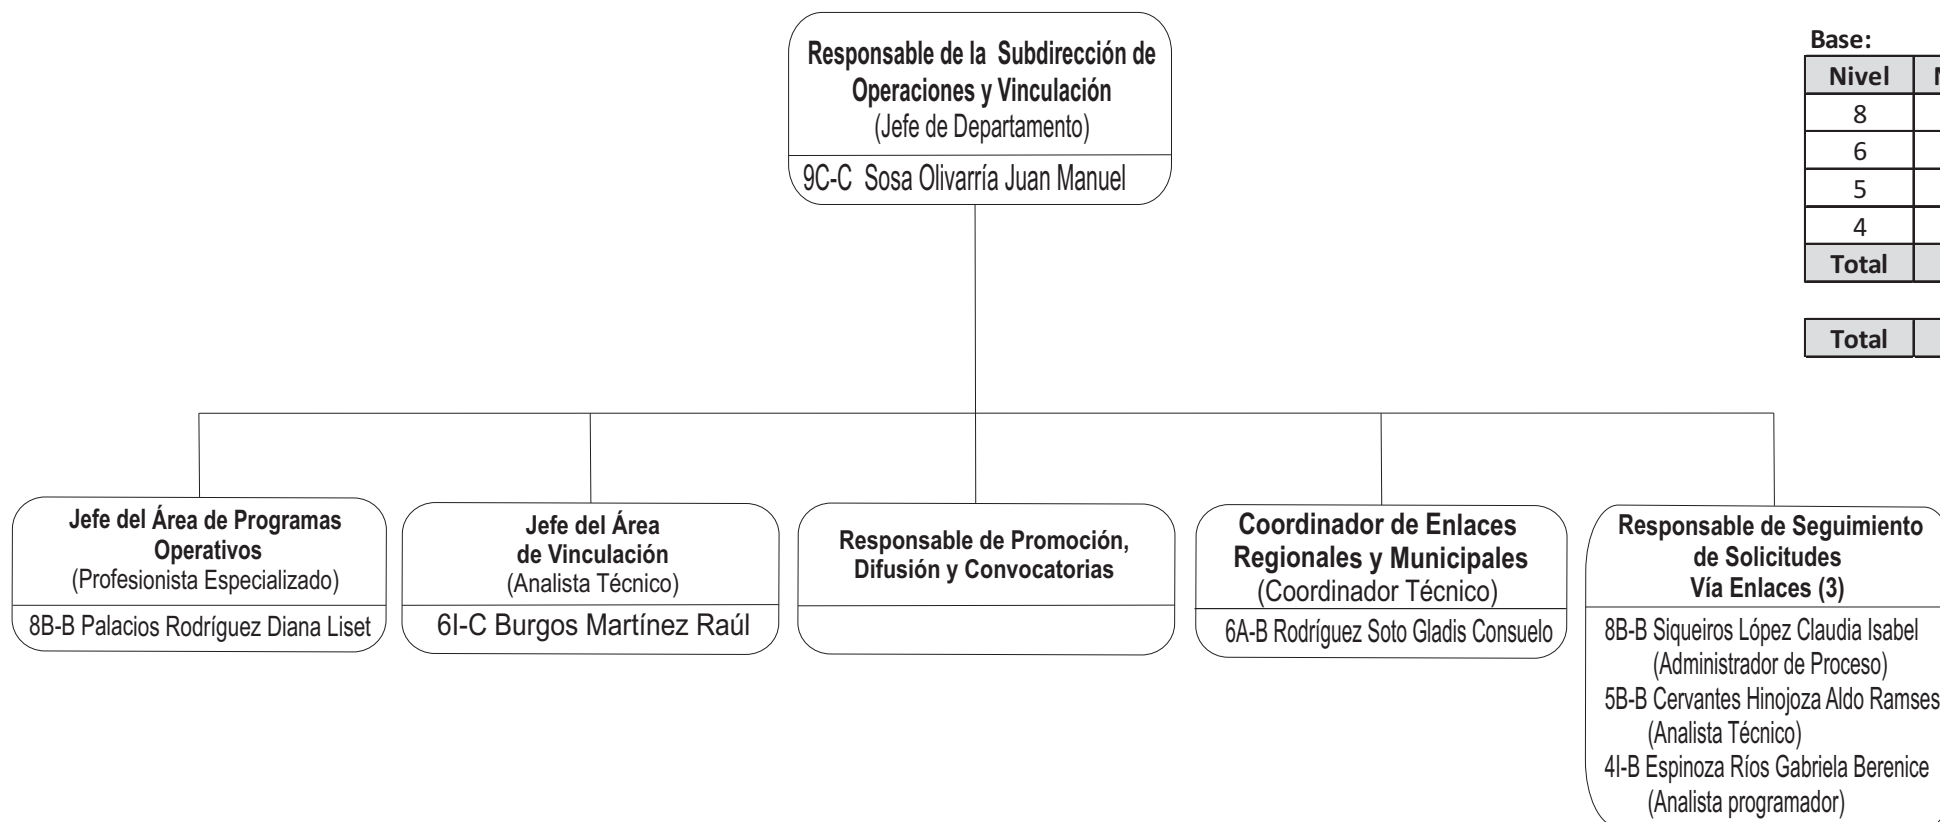 Responsable de la Subdirección de
Operaciones y Vinculación
(Jefe de Departamento)
9C-C Sosa Olivarría Juan Manuel
Base:
Nivel
8
6
5
4
Total
Total
Jefe del Área de Programas
Operativos
(Profesionista Especializado)
8B-B Palacios Rodríguez Diana Liset
Jefe del Área
de Vinculación
(Analista Técnico)
6I-C Burgos Martínez Raúl
Responsable de Promoción,
Difusión y Convocatorias
Coordinador de Enlaces
Regionales y Municipales
(Coordinador Técnico)
6A-B Rodríguez Soto Gladis Consuelo
Responsable de Seguimiento
de Solicitudes
Vía Enlaces (3)
8B-B Siqueiros López Claudia Isabel
(Administrador de Proceso)
5B-B Cervantes Hinojoza Aldo Ramses
(Analista Técnico)
4I-B Espinoza Ríos Gabriela Berenice
(Analista programador)